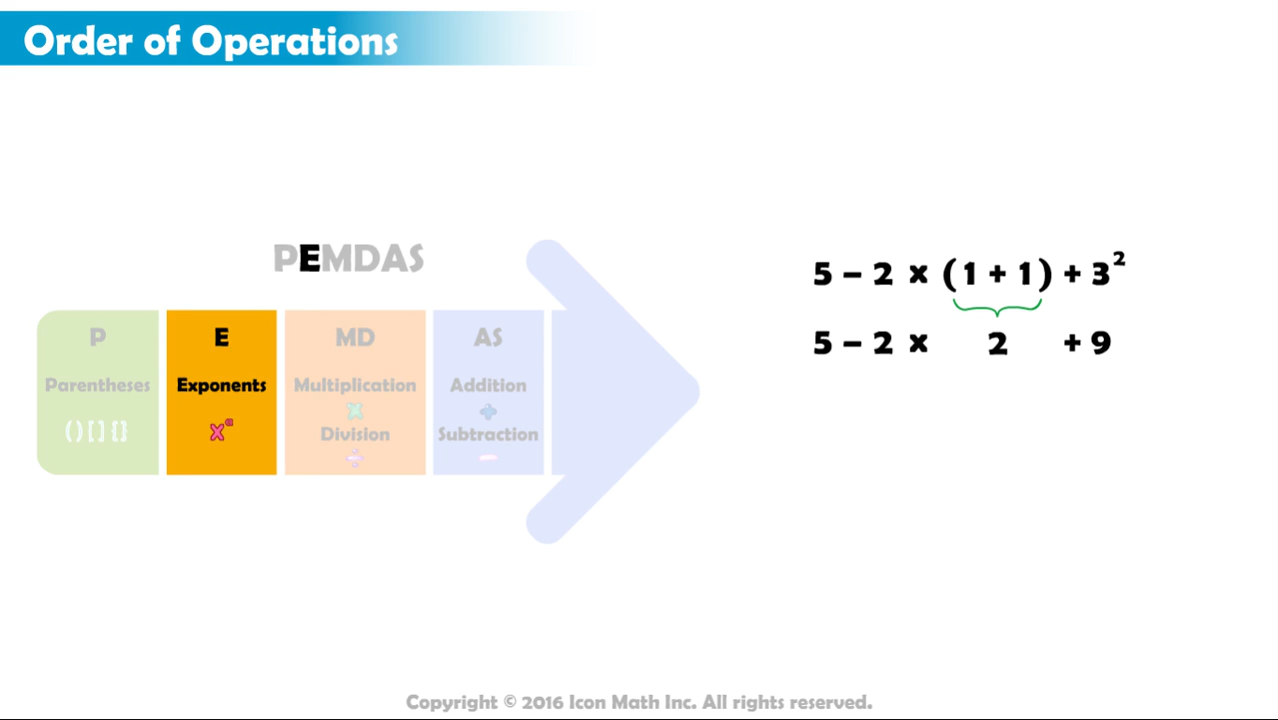 Order of Operations
PEMDAS
P E MD AS
Parentheses Exponents Multiplication Addition
( ) [ ] { } xª × +
Division Subtraction
÷ −
5 – 2 × (1 + 1) + 3²
5 – 2 × 2 + 9
Copyright © 2016 Icon Math Inc. All rights reserved.